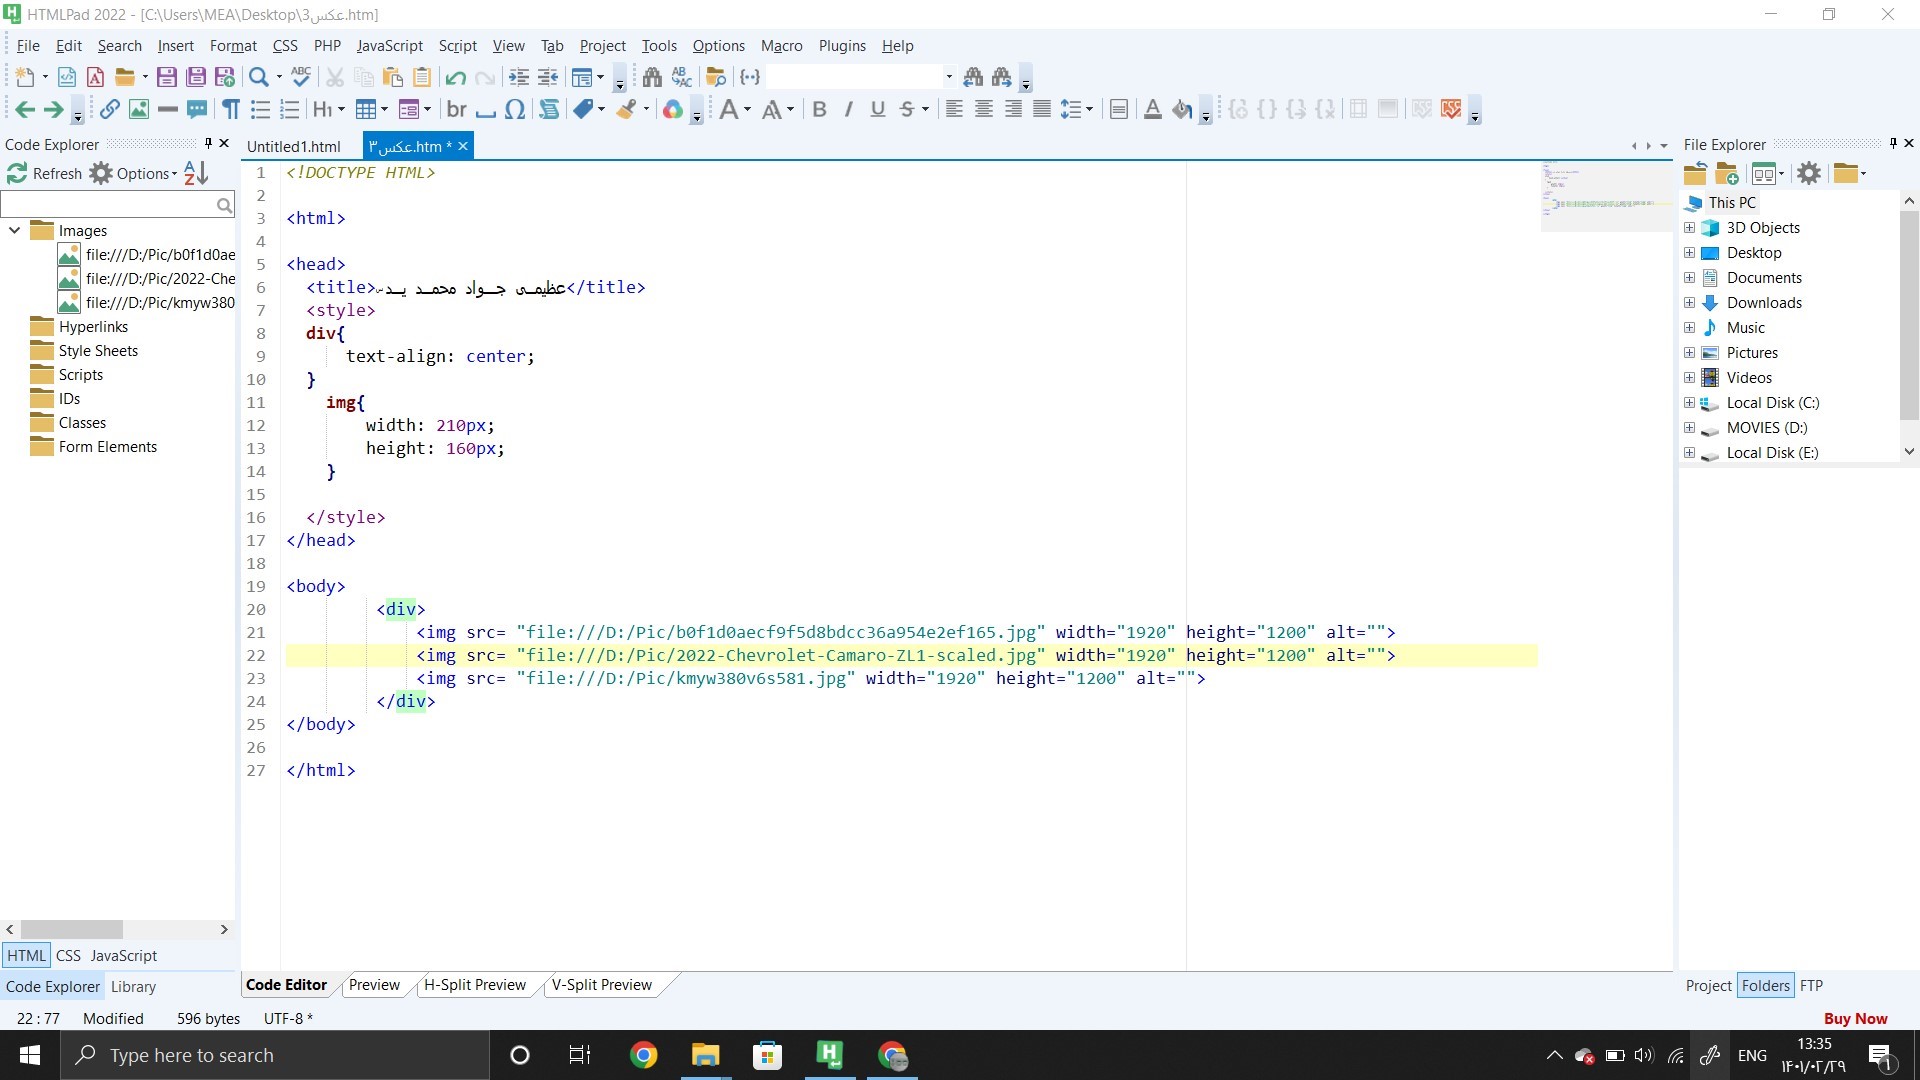 HTMLPad 2022 - [C:\Users\MEA\Desktop\عکس3.htm]
File Edit Search Insert Format CSS PHP JavaScript Script View Tab Project Tools Options Macro Plugins Help
Code Explorer
Untitled1.html عکس۳.htm *
File Explorer
Refresh Options
Images
file:///D:/Pic/b0f1d0ae
file:///D:/Pic/2022-Che
file:///D:/Pic/kmyw380
Hyperlinks
Style Sheets
Scripts
IDs
Classes
Form Elements
1 <!DOCTYPE HTML>
2
3 <html>
4
5 <head>
6 <title>عظیمی جواد محمد ید</title>
7 <style>
8 div{
9 text-align: center;
10 }
11 img{
12 width: 210px;
13 height: 160px;
14 }
15
16 </style>
17 </head>
18
19 <body>
20 <div>
21 <img src= "file:///D:/Pic/b0f1d0aecf9f5d8bdcc36a954e2ef165.jpg" width="1920" height="1200" alt="">
22 <img src= "file:///D:/Pic/2022-Chevrolet-Camaro-ZL1-scaled.jpg" width="1920" height="1200" alt="">
23 <img src= "file:///D:/Pic/kmyw380v6s581.jpg" width="1920" height="1200" alt="">
24 </div>
25 </body>
26
27 </html>
This PC
3D Objects
Desktop
Documents
Downloads
Music
Pictures
Videos
Local Disk (C:)
MOVIES (D:)
Local Disk (E:)
HTML CSS JavaScript
Code Explorer Library
Code Editor Preview H-Split Preview V-Split Preview
Project Folders FTP
22 : 77 Modified 596 bytes UTF-8 *
Buy Now
Type here to search
ENG
13:35
۱۴۰۱/۰۲/۲۹